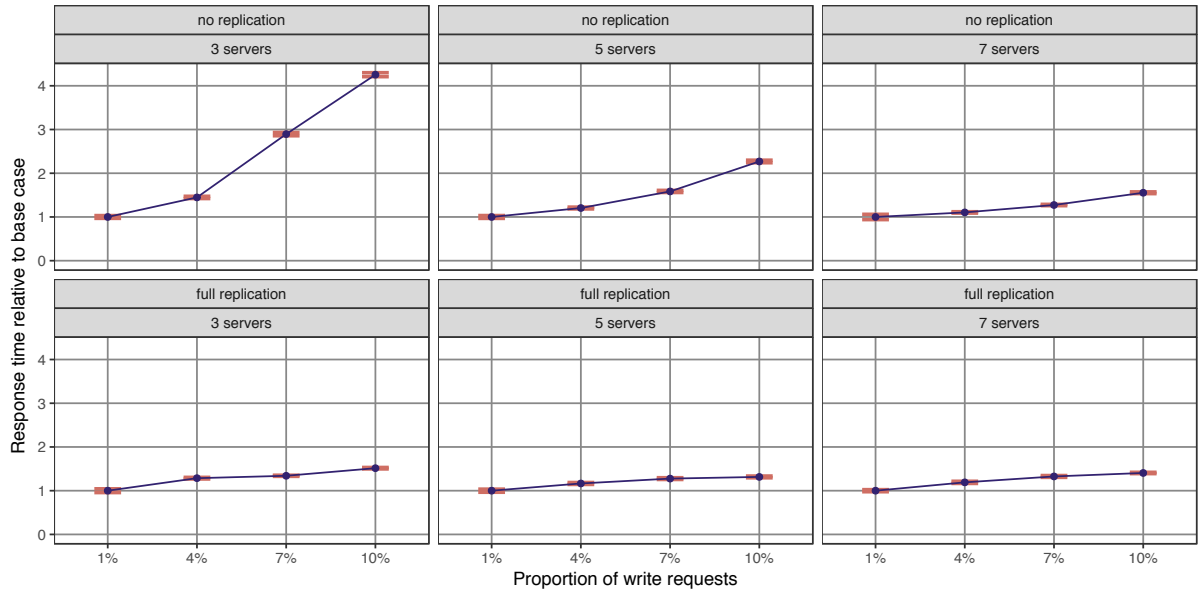 no replication
no replication
no replication
3 servers
5 servers
7 servers
4
3
2
1
0
full replication
full replication
full replication
3 servers
5 servers
7 servers
4
3
2
1
0
1%
4%
7%
10%
1%
4%
7%
10%
1%
4%
7%
10%
Proportion of write requests
Response time relative to base case